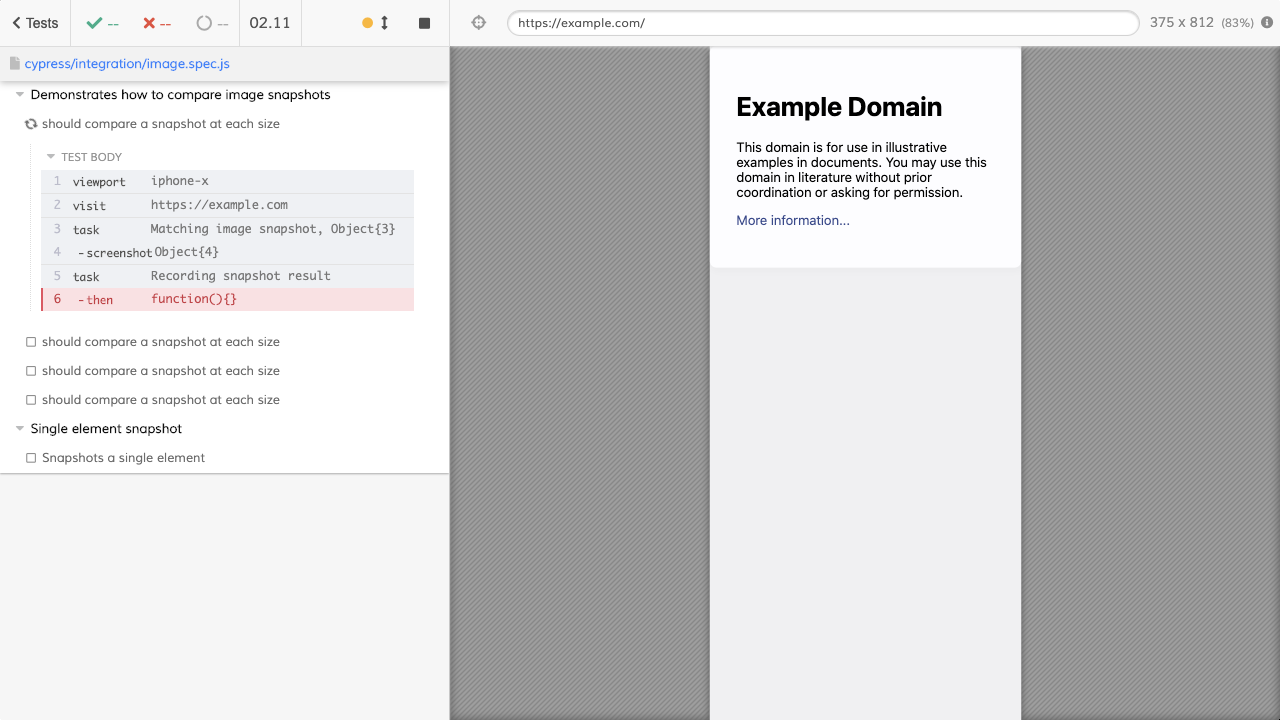 Tests
--
--
--
02.11
https://example.com/
375 x 812 (83%)
cypress/integration/image.spec.js
Demonstrates how to compare image snapshots
should compare a snapshot at each size
TEST BODY
1 viewport iphone-x
2 visit https://example.com
3 task Matching image snapshot, Object{3}
4 -screenshot Object{4}
5 task Recording snapshot result
6 -then function(){}
should compare a snapshot at each size
should compare a snapshot at each size
should compare a snapshot at each size
Single element snapshot
Snapshots a single element
Example Domain
This domain is for use in illustrative
examples in documents. You may use this
domain in literature without prior
coordination or asking for permission.
More information...